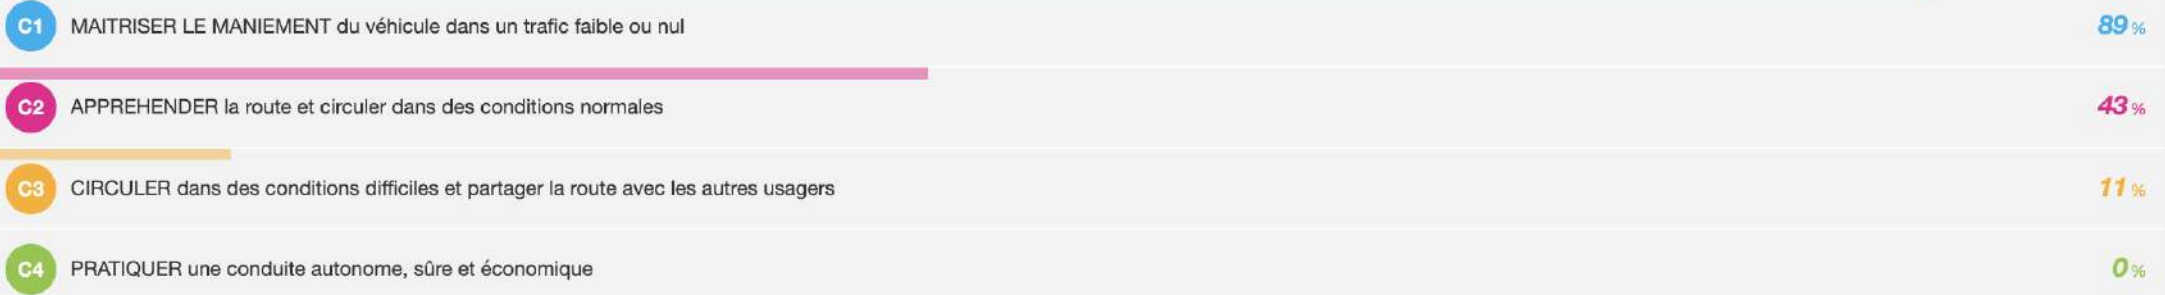 C1 MAITRISER LE MANIEMENT du véhicule dans un trafic faible ou nul 89 %
C2 APPREHENDER la route et circuler dans des conditions normales 43 %
C3 CIRCULER dans des conditions difficiles et partager la route avec les autres usagers 11 %
C4 PRATIQUER une conduite autonome, sûre et économique 0 %